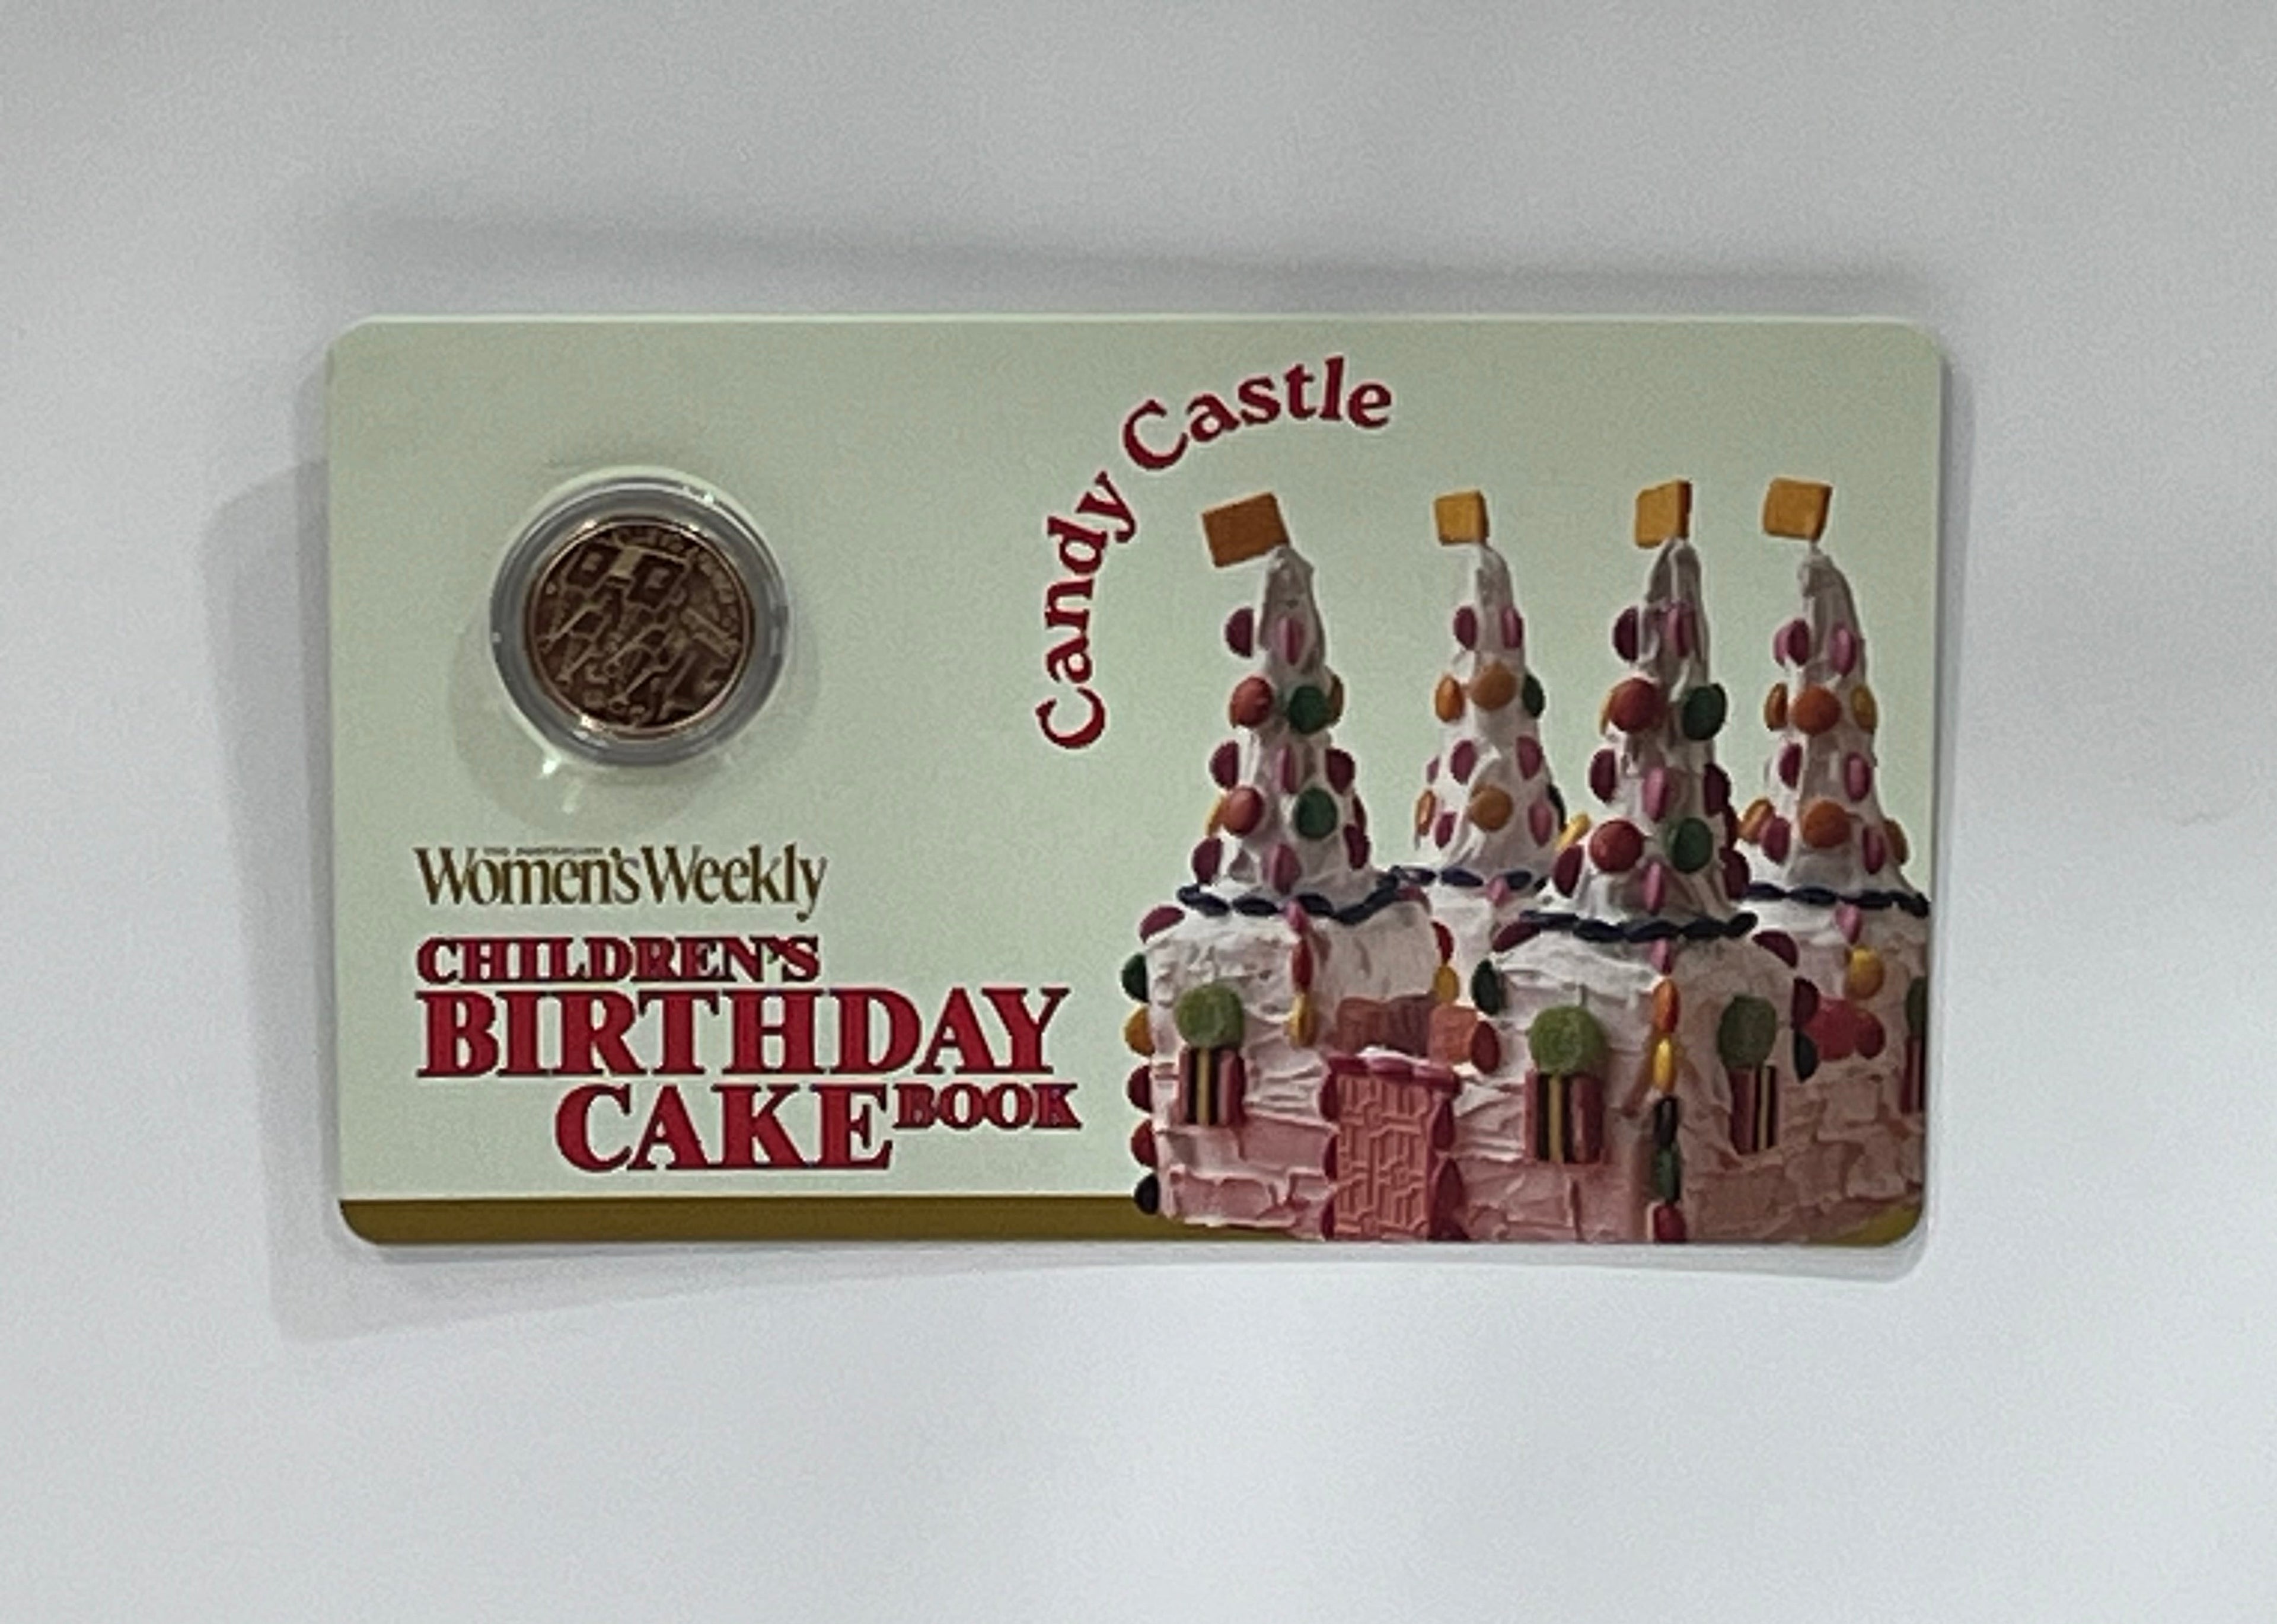 Candy Castle
Women's Weekly
CHILDREN'S
BIRTHDAY
CAKE BOOK